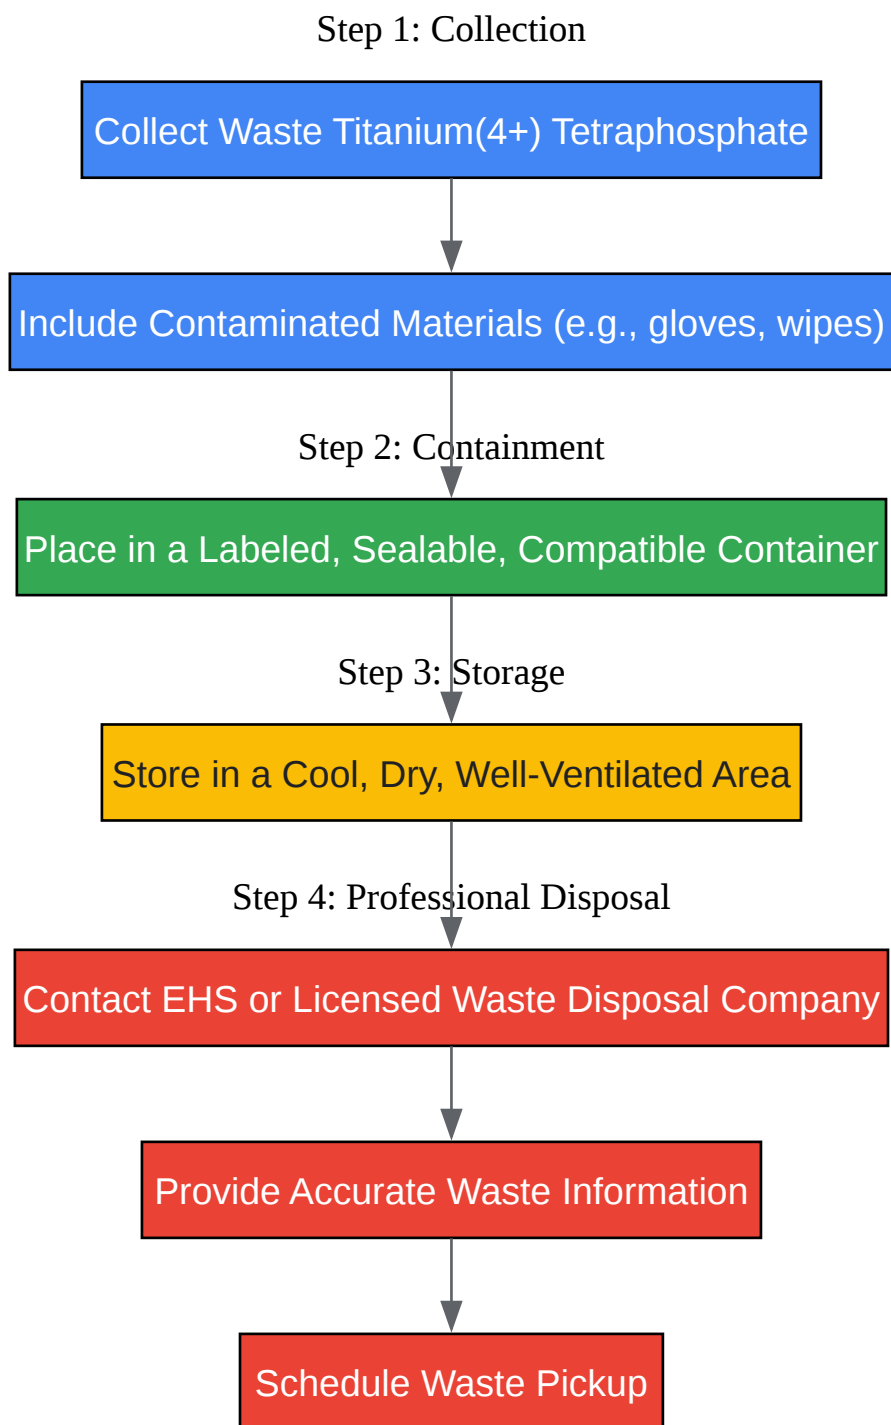 Step 1: Collection
Collect Waste Titanium(4+) Tetraphosphate
Include Contaminated Materials (e.g., gloves, wipes)
Step 2: Containment
Place in a Labeled, Sealable, Compatible Container
Step 3: Storage
Store in a Cool, Dry, Well-Ventilated Area
Step 4: Professional Disposal
Contact EHS or Licensed Waste Disposal Company
Provide Accurate Waste Information
Schedule Waste Pickup